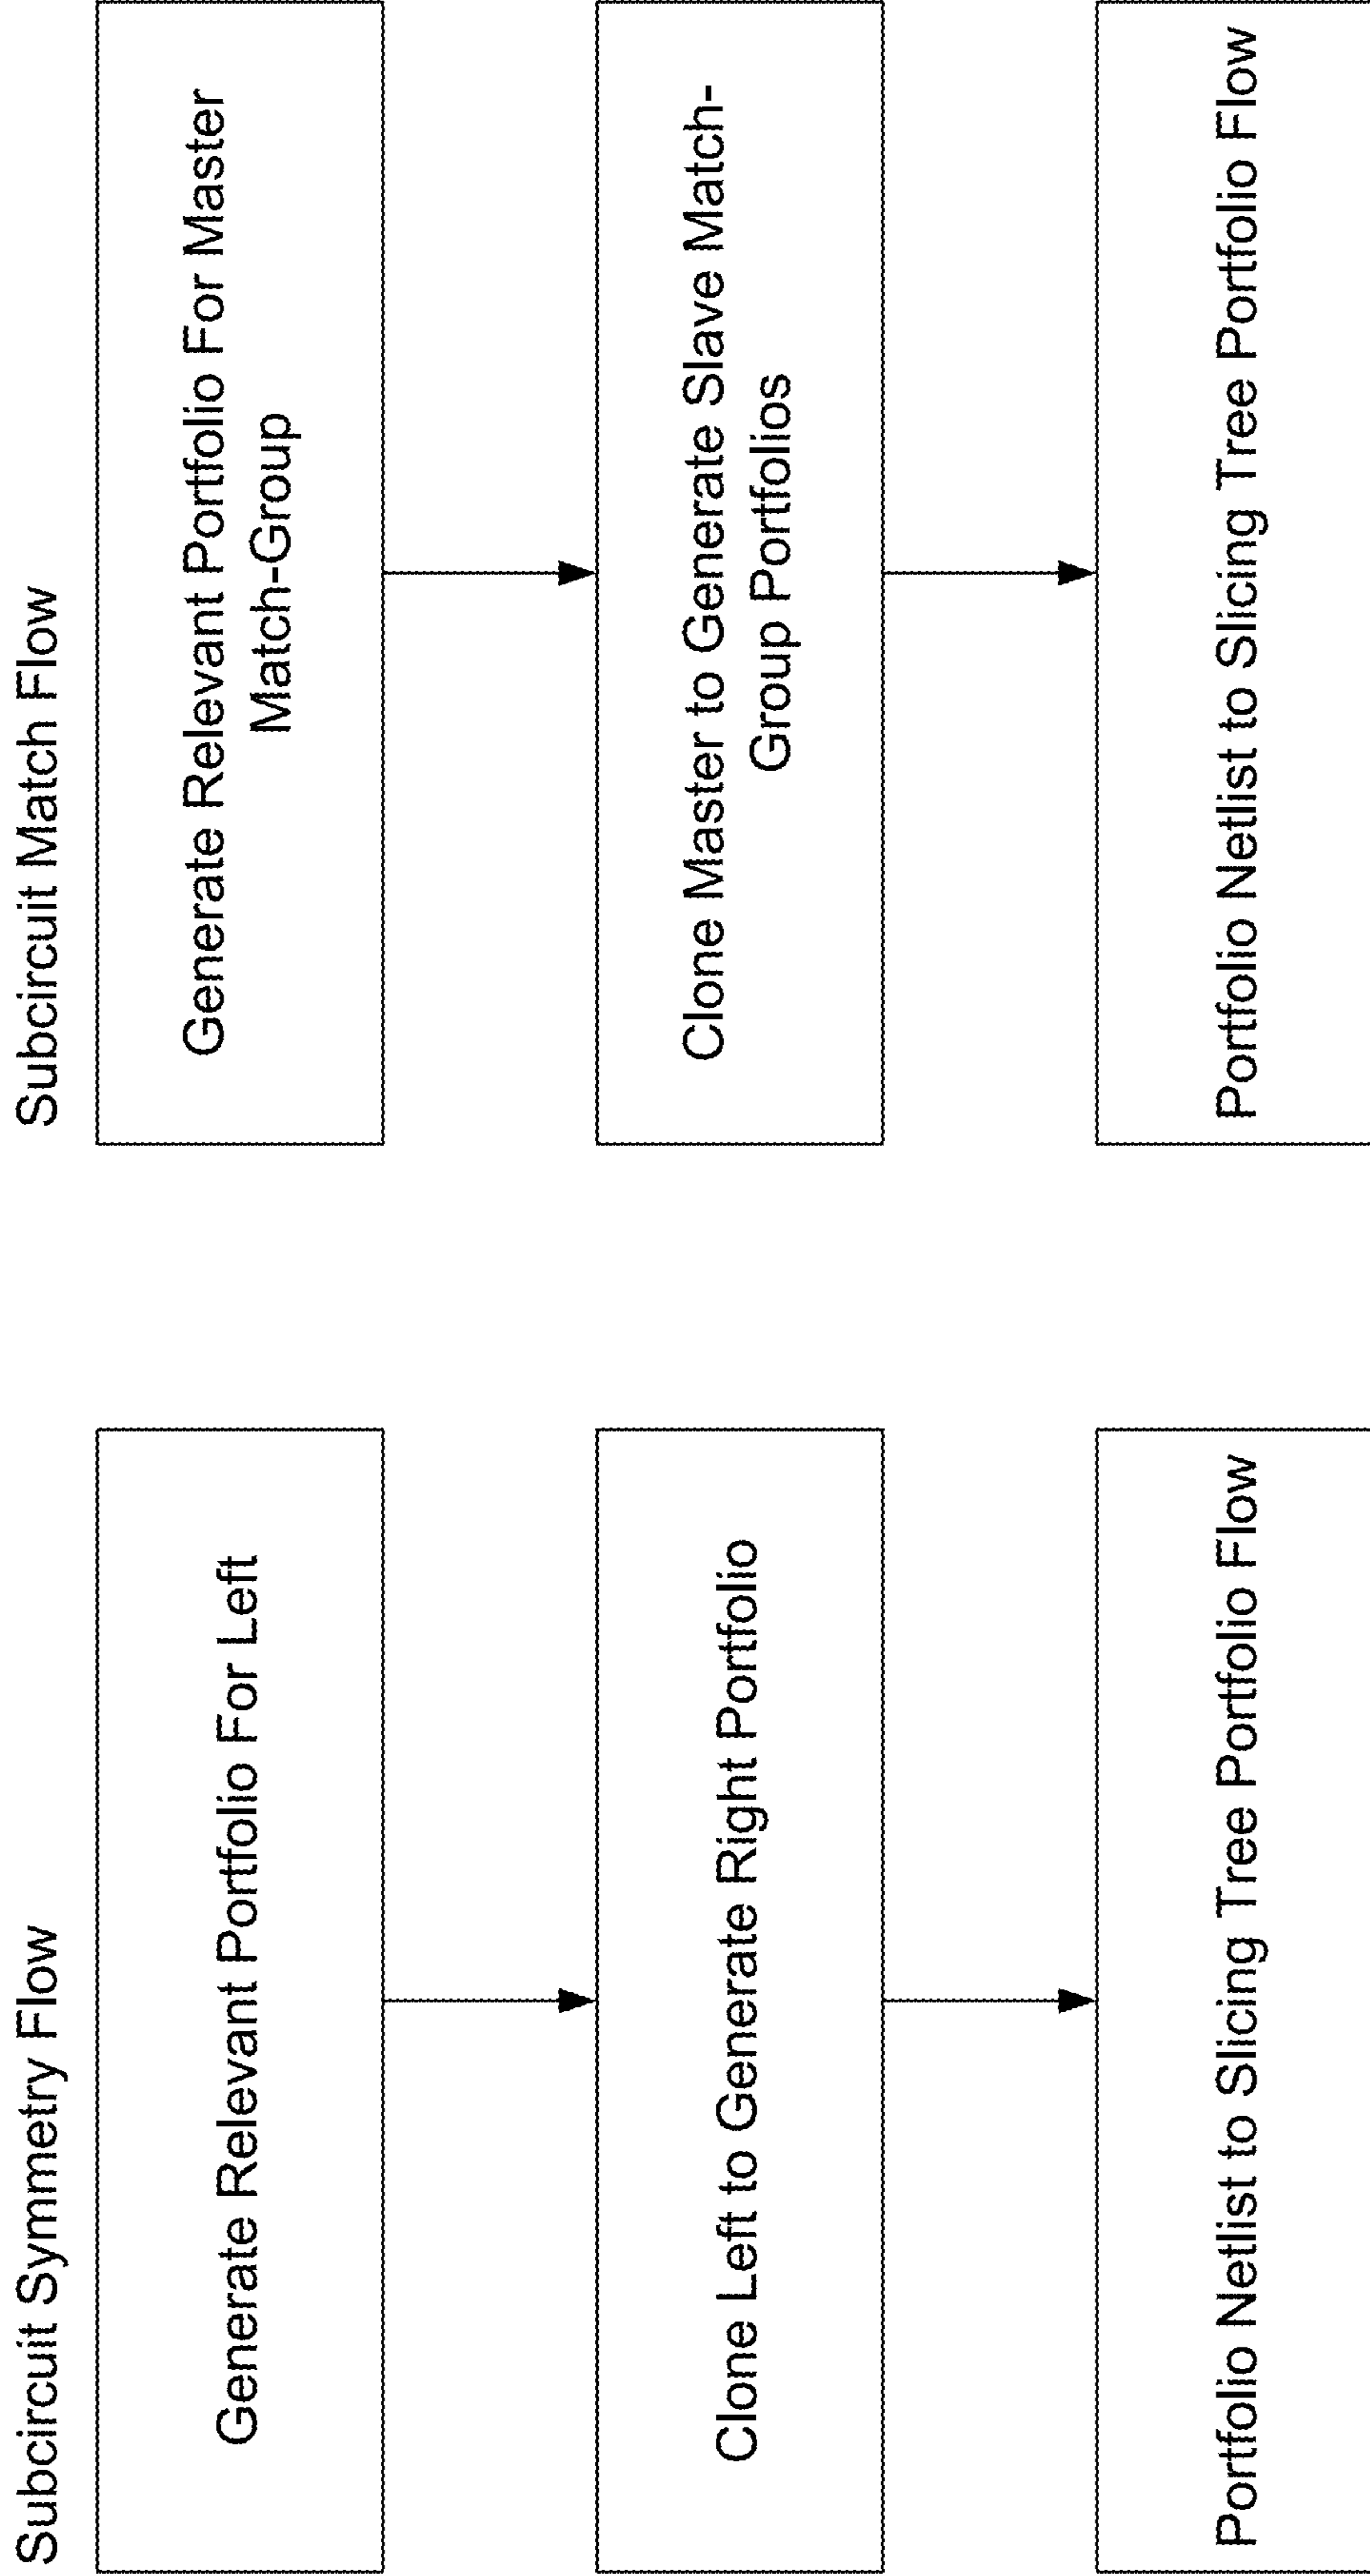 Subcircuit Symmetry Flow
Generate Relevant Portfolio For Left
Clone Left to Generate Right Portfolio
Portfolio Netlist to Slicing Tree Portfolio Flow
Subcircuit Match Flow
Generate Relevant Portfolio For Master
Match-Group
Clone Master to Generate Slave Match-
Group Portfolios
Portfolio Netlist to Slicing Tree Portfolio Flow